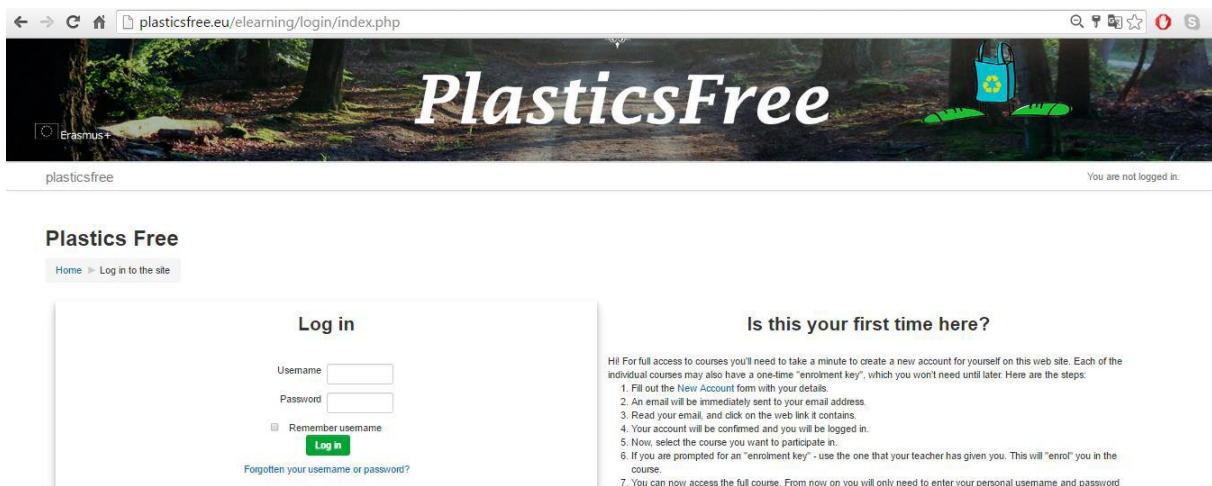 plasticsfree.eu/elearning/login/index.php
PlasticsFree
Erasmus+
plasticsfree
You are not logged in.
Plastics Free
Home ► Log in to the site
Log in
Username
Password
Remember username
Log in
Forgotten your username or password?
Is this your first time here?
Hi! For full access to courses you'll need to take a minute to create a new account for yourself on this web site. Each of the
individual courses may also have a one-time "enrolment key", which you won't need until later. Here are the steps:
1. Fill out the New Account form with your details.
2. An email will be immediately sent to your email address.
3. Read your email, and click on the web link it contains.
4. Your account will be confirmed and you will be logged in.
5. Now, select the course you want to participate in.
6. If you are prompted for an "enrolment key" - use the one that your teacher has given you. This will "enrol" you in the
course.
7. You can now access the full course. From now on you will only need to enter your personal username and password